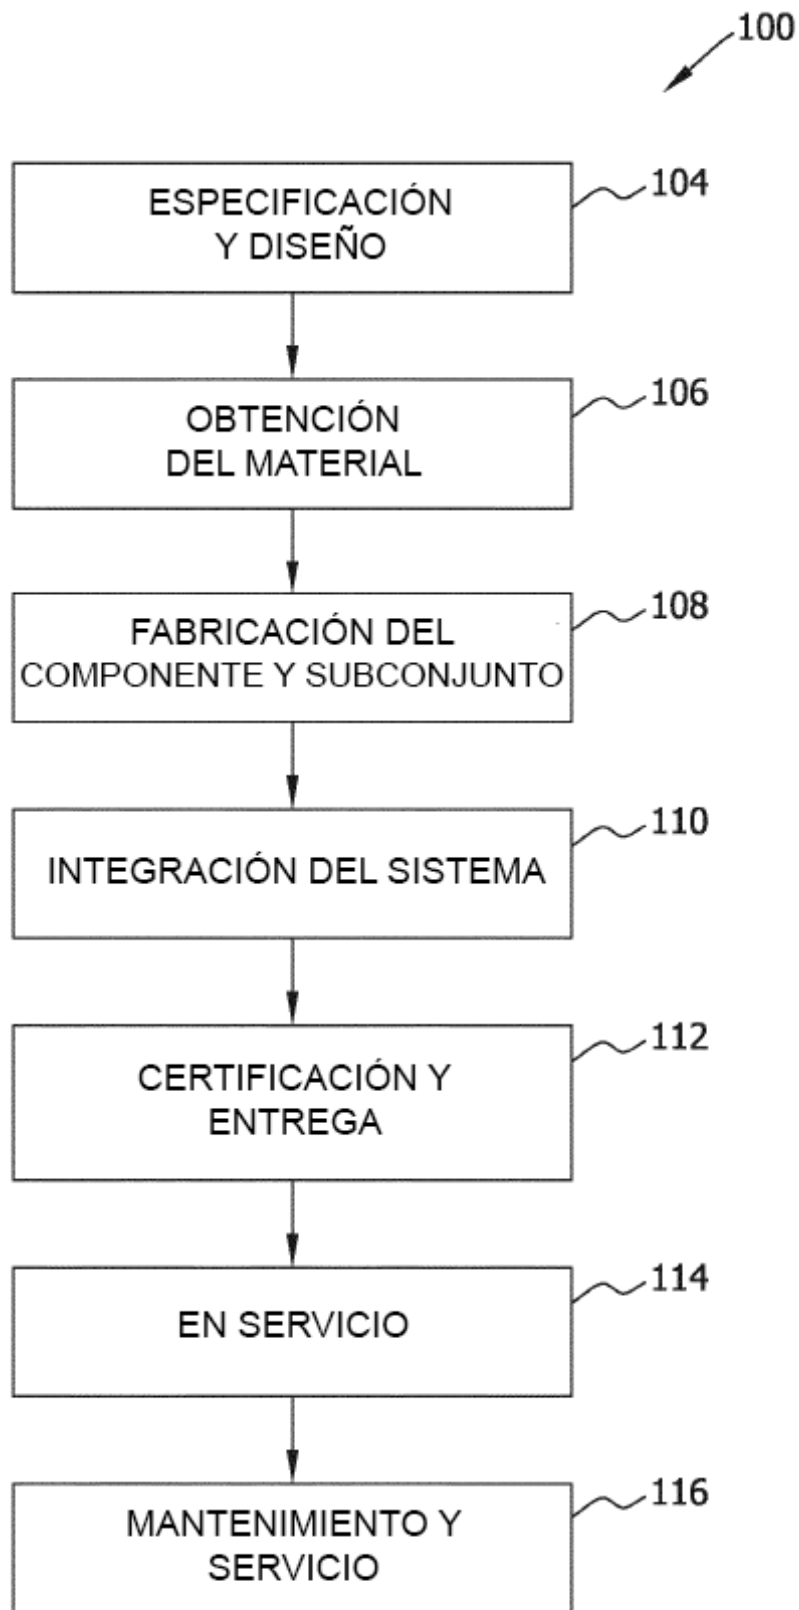 100
ESPECIFICACIÓN
Y DISEÑO
104
OBTENCIÓN
DEL MATERIAL
106
FABRICACIÓN DEL
COMPONENTE Y SUBCONJUNTO
108
INTEGRACIÓN DEL SISTEMA
110
CERTIFICACIÓN Y
ENTREGA
112
EN SERVICIO
114
MANTENIMIENTO Y
SERVICIO
116